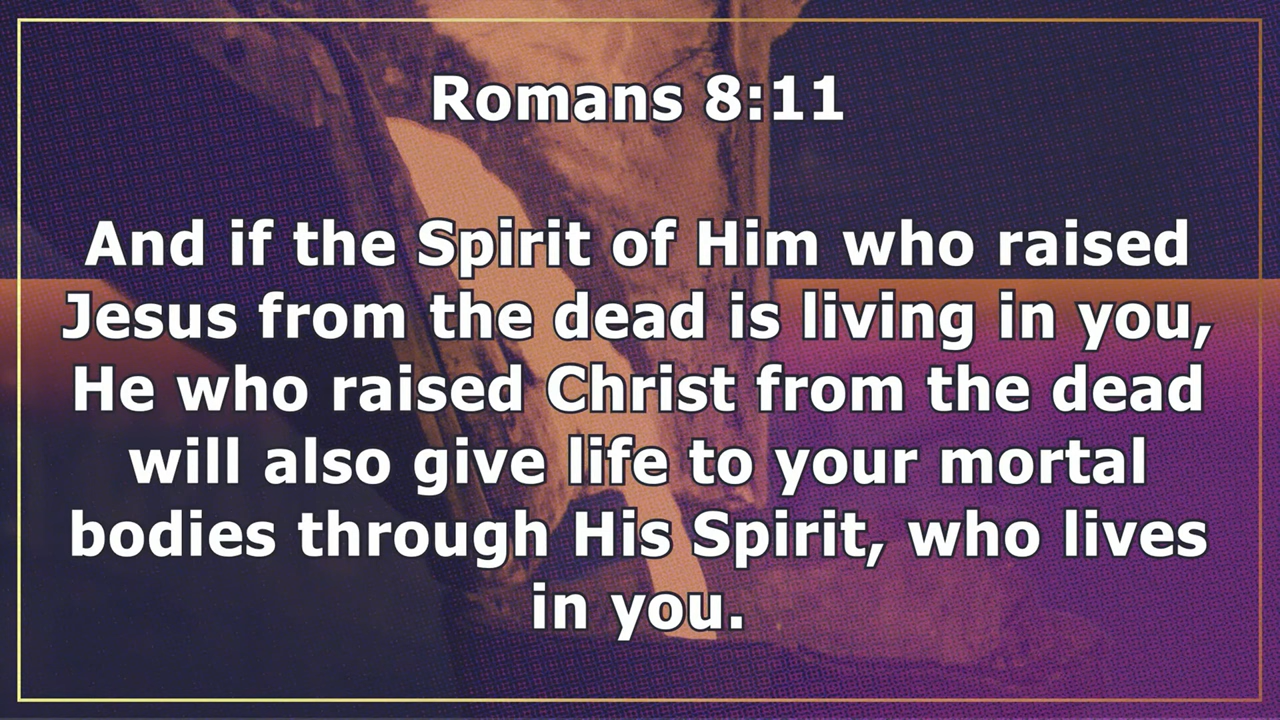 Romans 8:11
And if the Spirit of Him who raised
Jesus from the dead is living in you,
He who raised Christ from the dead
will also give life to your mortal
bodies through His Spirit, who lives
in you.